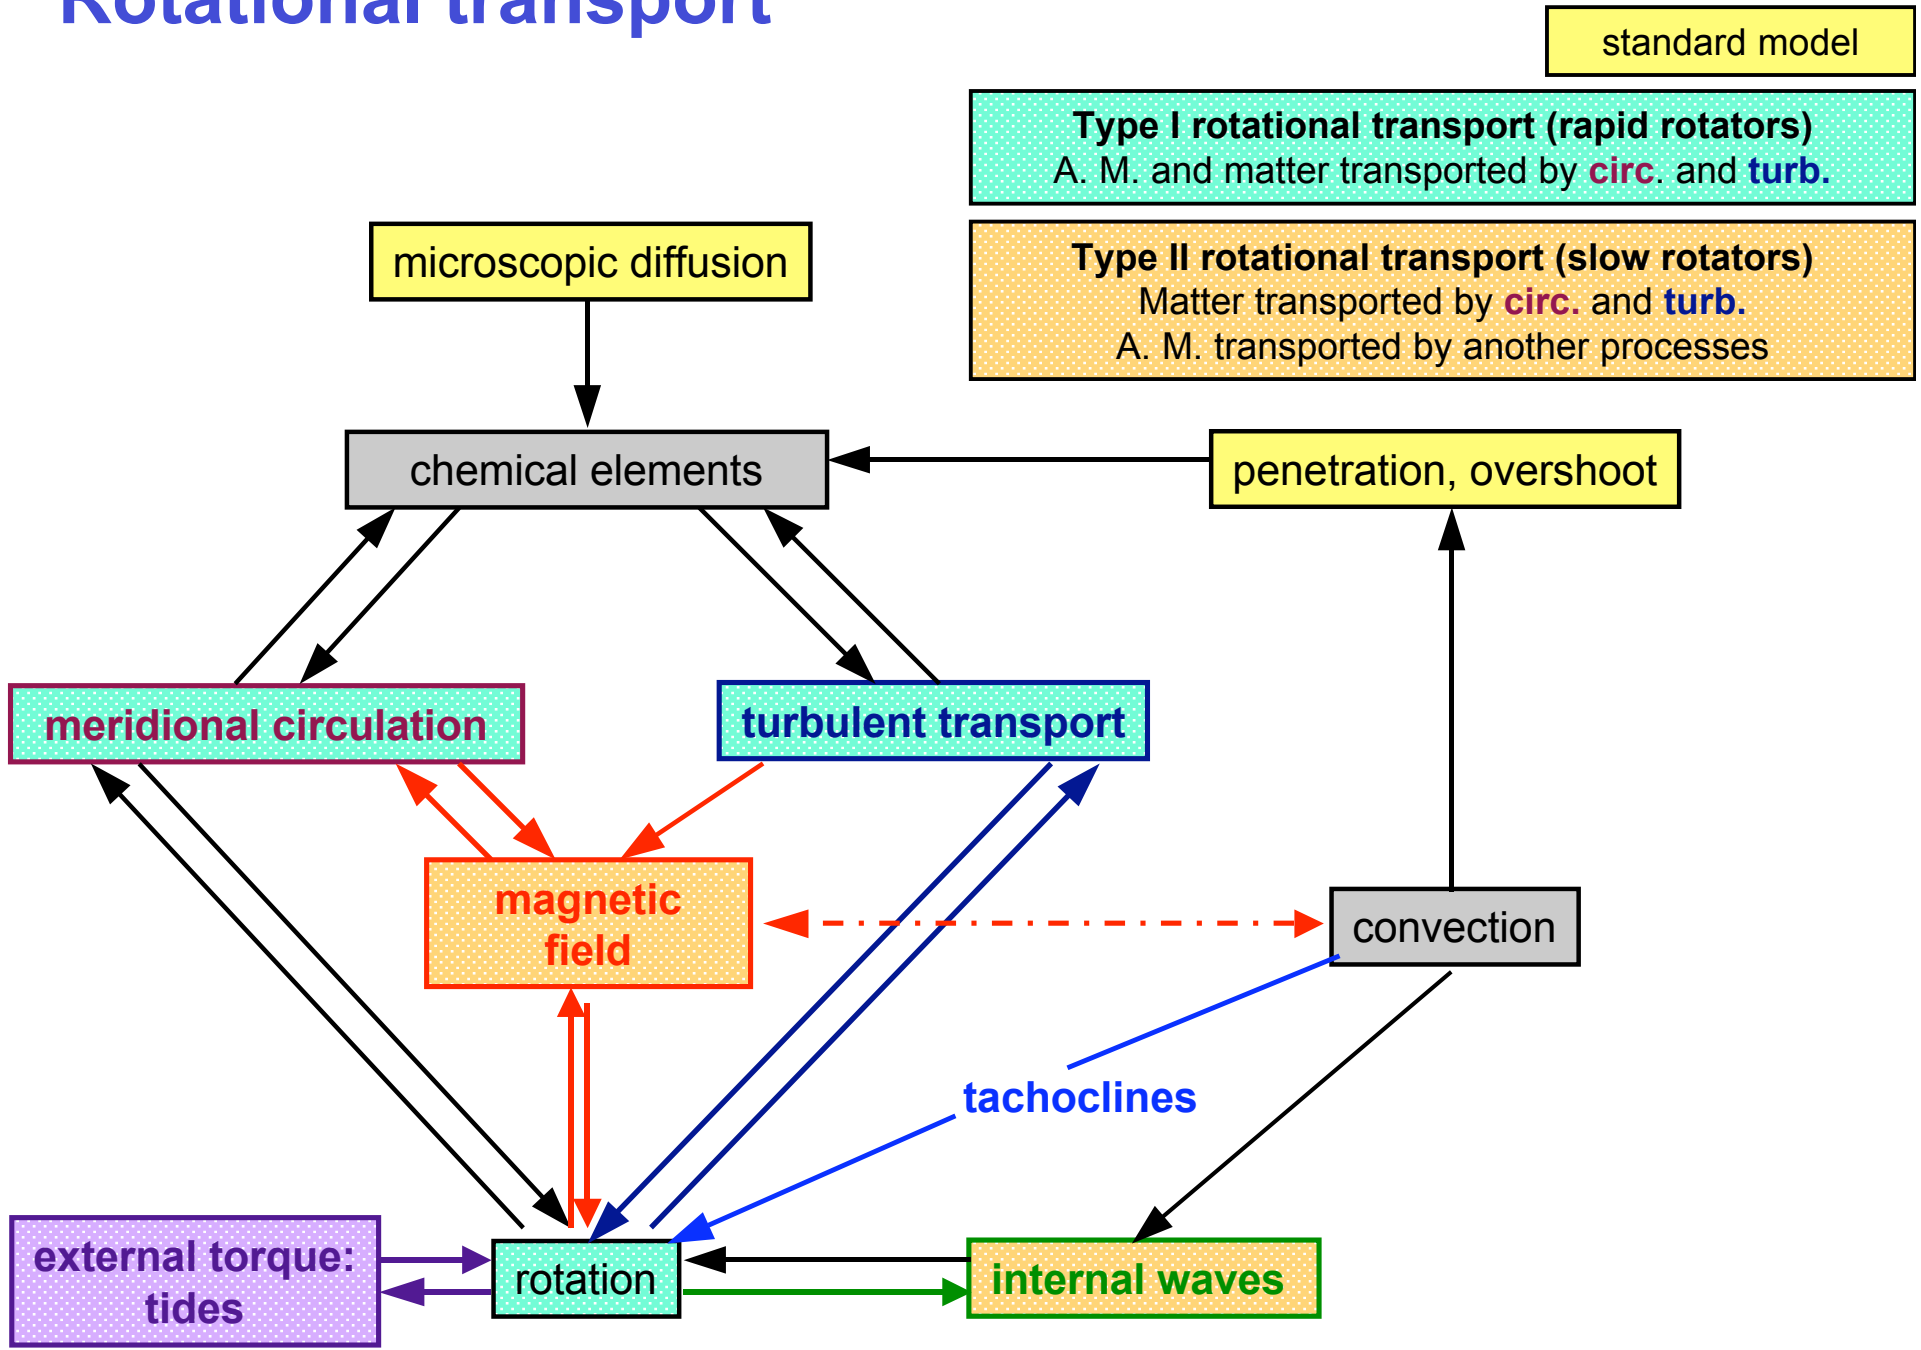 Rotational transport
standard model
Type I rotational transport (rapid rotators)
A. M. and matter transported by circ. and turb.
Type II rotational transport (slow rotators)
Matter transported by circ. and turb.
A. M. transported by another processes
microscopic diffusion
chemical elements
penetration, overshoot
meridional circulation
turbulent transport
magnetic
field
convection
tachoclines
external torque:
tides
rotation
internal waves